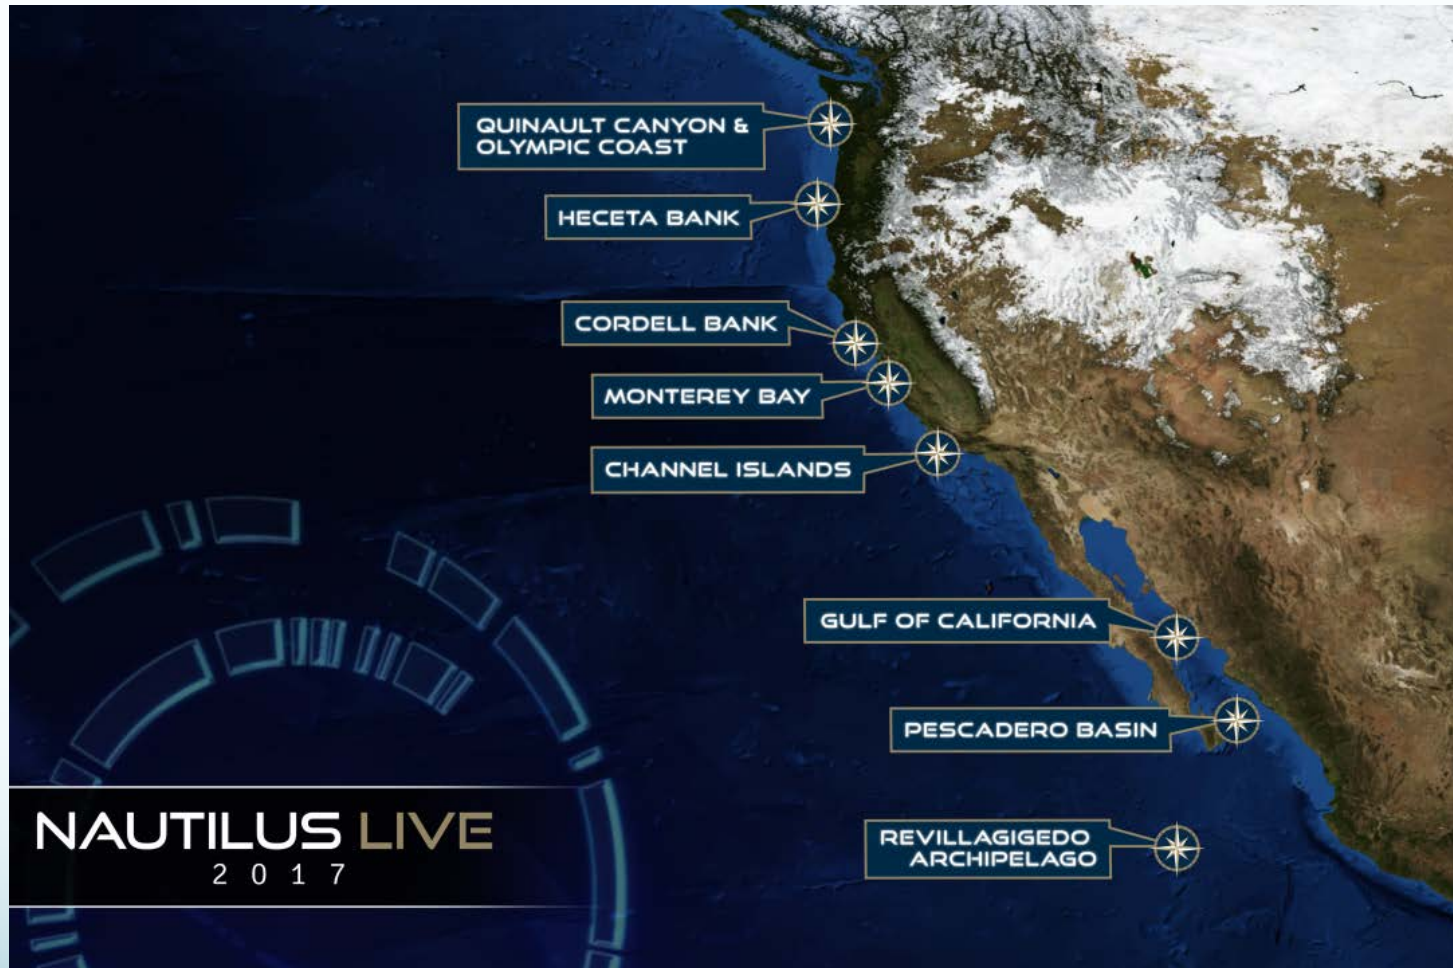 QUINAULT CANYON &
OLYMPIC COAST
HECETA BANK
CORDELL BANK
MONTEREY BAY
CHANNEL ISLANDS
GULF OF CALIFORNIA
PESCADERO BASIN
REVILLAGIGEDO
ARCHIPELAGO
NAUTILUS LIVE
2017